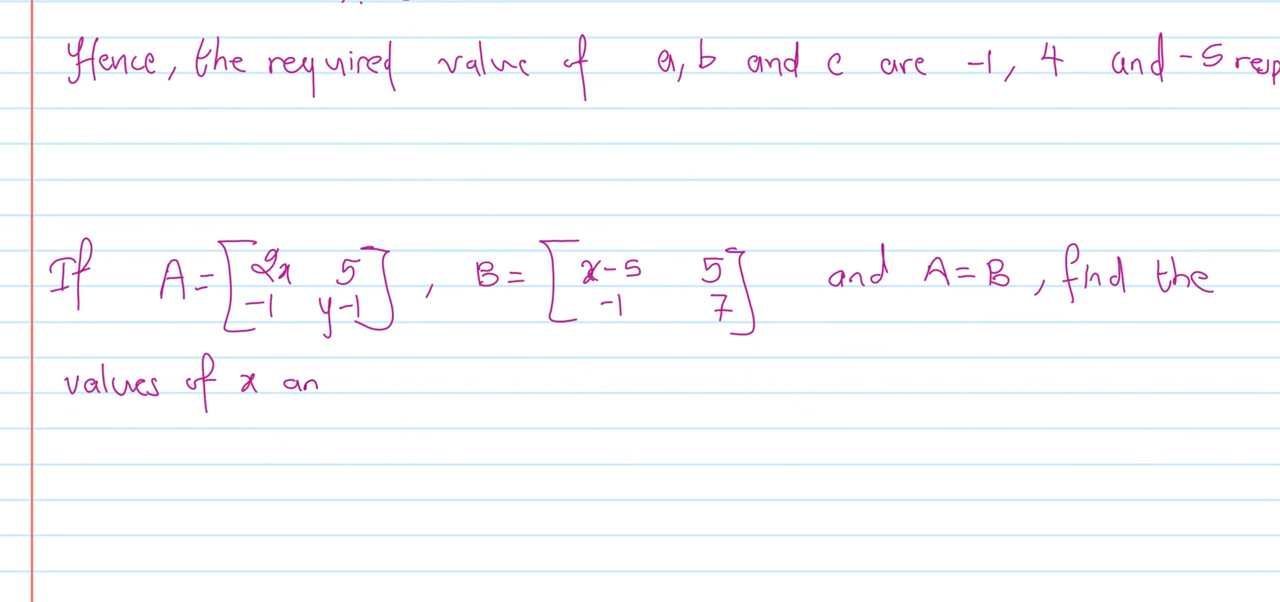 Hence, the required value of a, b and c are -1, 4 and -5 resp
If A = [2x 5 -1 y-1], B = [x-5 5 -1 7] and A=B, find the
values of x an